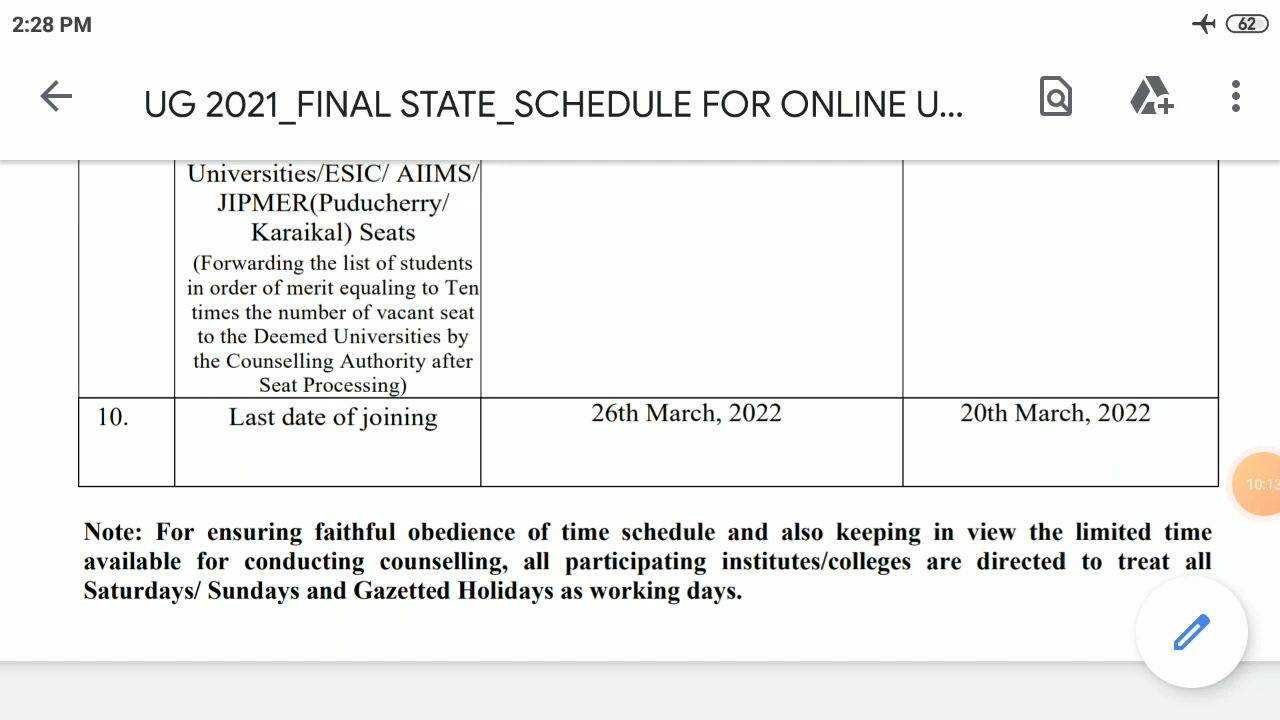 2:28 PM
62
UG 2021_FINAL STATE_SCHEDULE FOR ONLINE U...
Universities/ESIC/ AIIMS/
JIPMER(Puducherry/
Karaikal) Seats
(Forwarding the list of students
in order of merit equaling to Ten
times the number of vacant seat
to the Deemed Universities by
the Counselling Authority after
Seat Processing)
10. Last date of joining 26th March, 2022 20th March, 2022
10:13
Note: For ensuring faithful obedience of time schedule and also keeping in view the limited time
available for conducting counselling, all participating institutes/colleges are directed to treat all
Saturdays/ Sundays and Gazetted Holidays as working days.